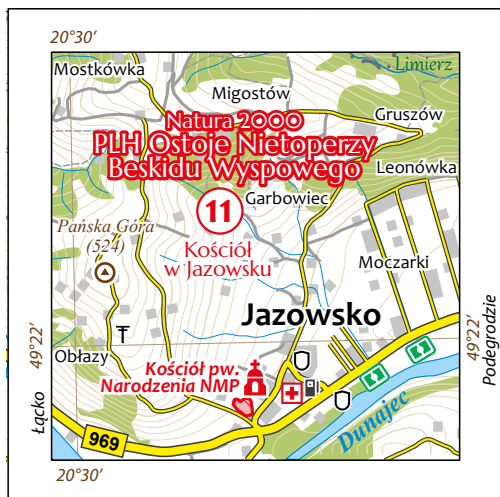 20°30'
Limierz
Mostkówka
Migostów
Gruszów
Natura 2000
PLH Ostoje Nietoperzy
Beskidu Wyspowego
Leonówka
11
Garbowiec
Pańska Góra
(524)
Kościół
w Jazowsku
Moczarki
Jazowsko
49°22'
49°22'
Podegrodzie
Obłazy
Kościół pw.
Narodzenia NMP
Łącko
969
Dunajec
20°30'